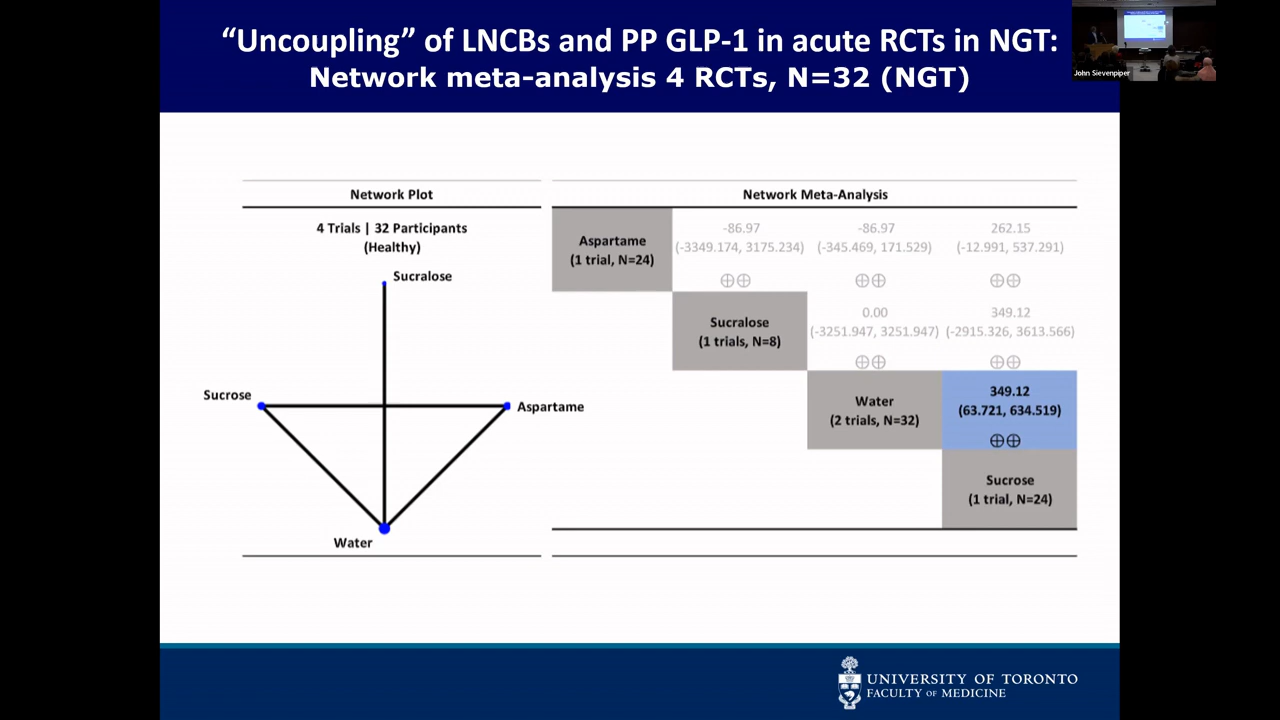 “Uncoupling” of LNCBs and PP GLP-1 in acute RCTs in NGT:
Network meta-analysis 4 RCTs, N=32 (NGT)
John Sievenpiper
Network Plot
4 Trials | 32 Participants
(Healthy)
Sucralose
Sucrose
Aspartame
Water
Network Meta-Analysis
Aspartame
(1 trial, N=24)
-86.97
(-3349.174, 3175.234)
⊕⊕
-86.97
(-345.469, 171.529)
⊕⊕
262.15
(-12.991, 537.291)
⊕⊕
Sucralose
(1 trials, N=8)
0.00
(-3251.947, 3251.947)
⊕⊕
349.12
(-2915.326, 3613.566)
⊕⊕
Water
(2 trials, N=32)
349.12
(63.721, 634.519)
⊕⊕
Sucrose
(1 trial, N=24)
UNIVERSITY OF TORONTO
FACULTY OF MEDICINE